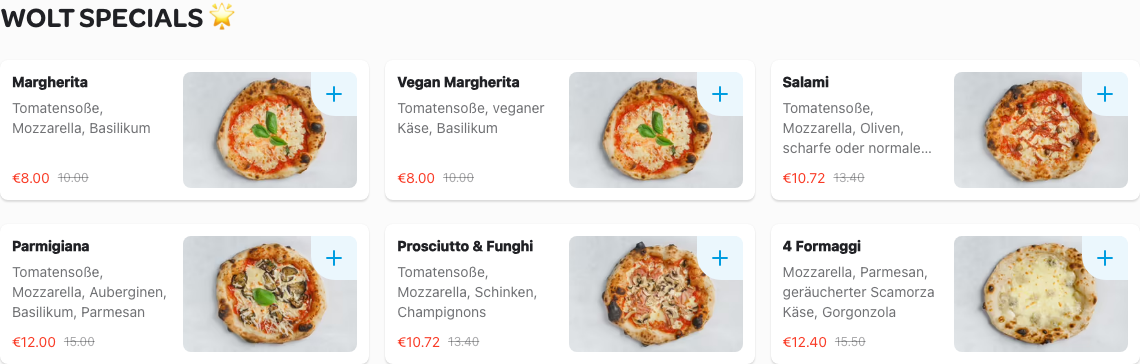 WOLT SPECIALS 🌟
Margherita
Tomatensoße,
Mozzarella, Basilikum
€8.00 10.00
Vegan Margherita
Tomatensoße, veganer
Käse, Basilikum
€8.00 10.00
Salami
Tomatensoße,
Mozzarella, Oliven,
scharfe oder normale...
€10.72 13.40
Parmigiana
Tomatensoße,
Mozzarella, Auberginen,
Basilikum, Parmesan
€12.00 15.00
Prosciutto & Funghi
Tomatensoße,
Mozzarella, Schinken,
Champignons
€10.72 13.40
4 Formaggi
Mozzarella, Parmesan,
geräucherter Scamorza
Käse, Gorgonzola
€12.40 15.50